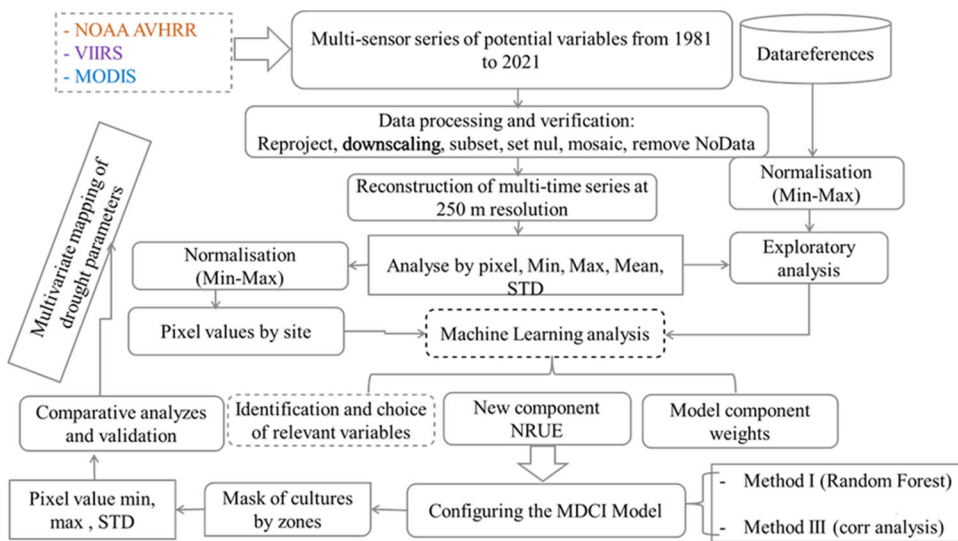 - NOAA AVHRR
- VIIRS
- MODIS
Multi-sensor series of potential variables from 1981
to 2021
Datareferences
Data processing and verification:
Reproject, downscaling, subset, set nul, mosaic, remove NoData
Reconstruction of multi-time series at
250 m resolution
Normalisation
(Min-Max)
Multivariate mapping of
drought parameters
Normalisation
(Min-Max)
Analyse by pixel, Min, Max, Mean,
STD
Exploratory
analysis
Pixel values by site
Machine Learning analysis
Comparative analyzes
and validation
Identification and choice
of relevant variables
New component
NRUE
Model component
weights
Pixel value min,
max , STD
Mask of cultures
by zones
Configuring the MDCI Model
- Method I (Random Forest)
- Method III (corr analysis)